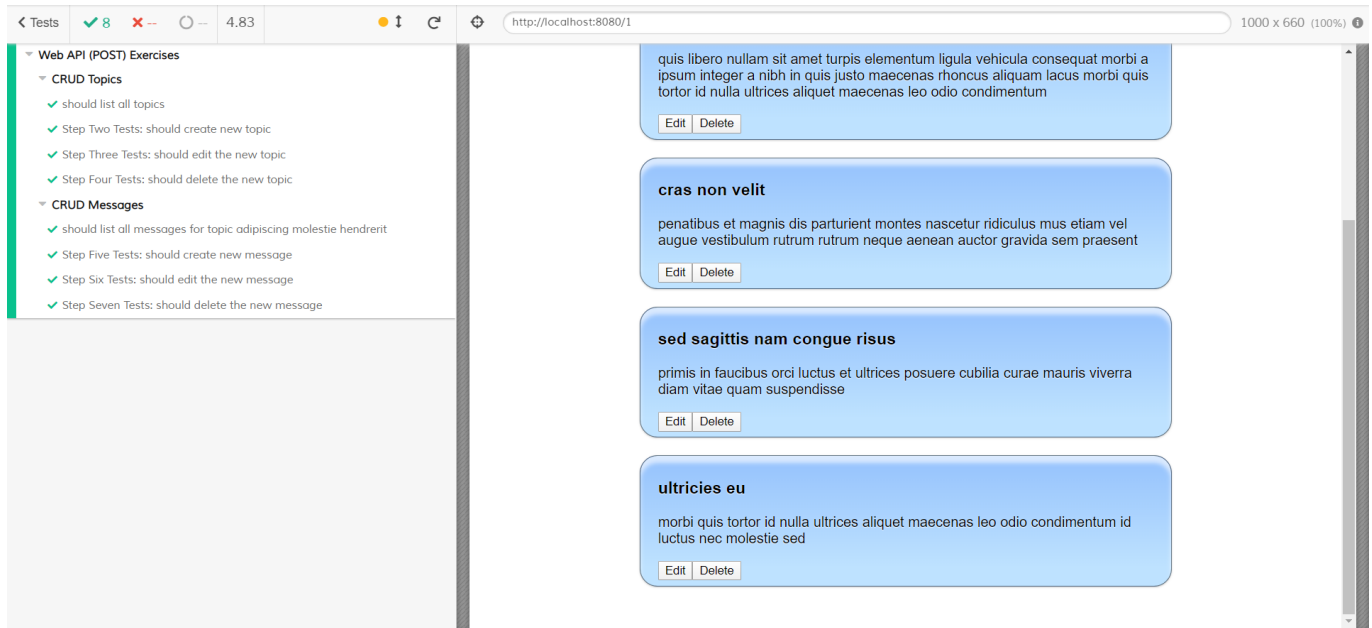 Tests 8 -- -- 4.83 http://localhost:8080/1 1000 x 660 (100%)
Web API (POST) Exercises
CRUD Topics
should list all topics
Step Two Tests: should create new topic
Step Three Tests: should edit the new topic
Step Four Tests: should delete the new topic
CRUD Messages
should list all messages for topic adipiscing molestie hendrerit
Step Five Tests: should create new message
Step Six Tests: should edit the new message
Step Seven Tests: should delete the new message
quis libero nullam sit amet turpis elementum ligula vehicula consequat morbi a
ipsum integer a nibh in quis justo maecenas rhoncus aliquam lacus morbi quis
tortor id nulla ultrices aliquet maecenas leo odio condimentum
Edit Delete
cras non velit
penatibus et magnis dis parturient montes nascetur ridiculus mus etiam vel
augue vestibulum rutrum rutrum neque aenean auctor gravida sem praesent
Edit Delete
sed sagittis nam congue risus
primis in faucibus orci luctus et ultrices posuere cubilia curae mauris viverra
diam vitae quam suspendisse
Edit Delete
ultricies eu
morbi quis tortor id nulla ultrices aliquet maecenas leo odio condimentum id
luctus nec molestie sed
Edit Delete